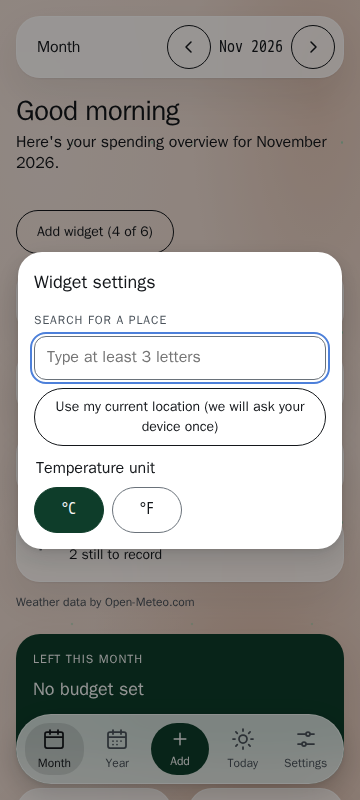 Month
Nov 2026
Good morning
Here's your spending overview for November
2026.
Add widget (4 of 6)
Widget settings
SEARCH FOR A PLACE
Type at least 3 letters
Use my current location (we will ask your
device once)
Temperature unit
°C
°F
2 still to record
Weather data by Open-Meteo.com
LEFT THIS MONTH
No budget set
Month
Year
Add
Today
Settings